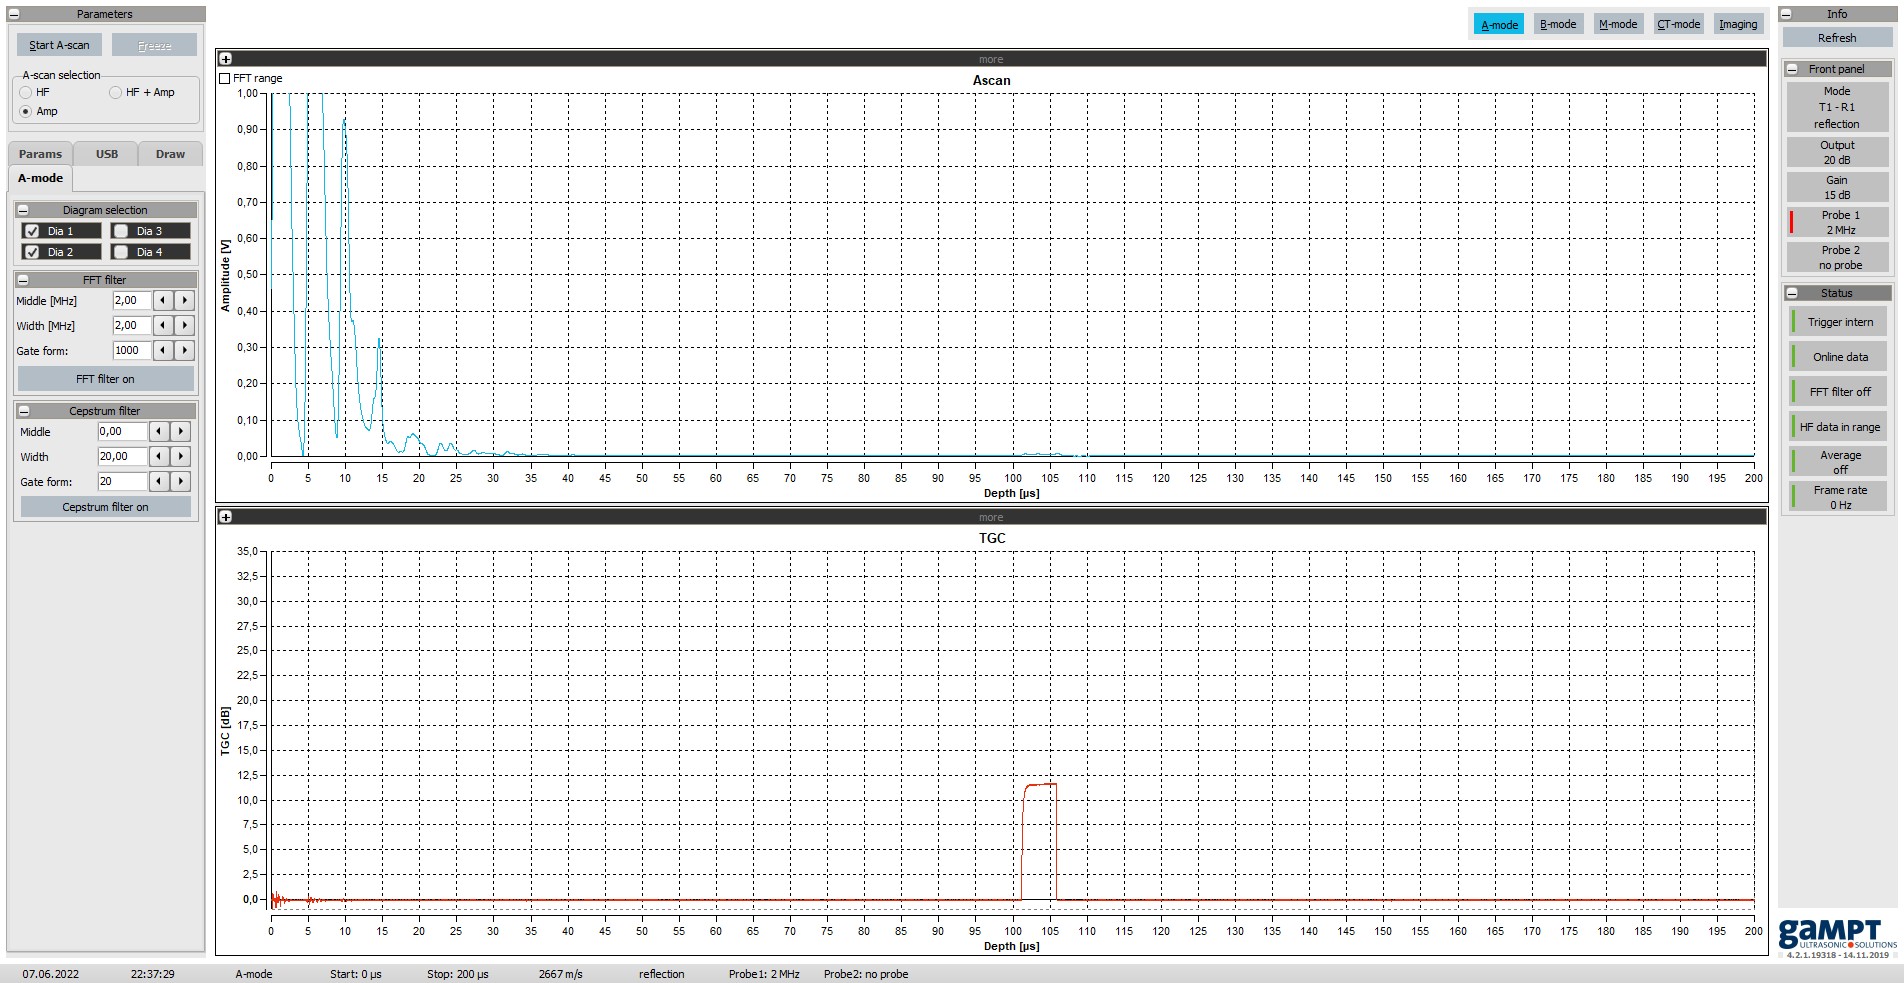 Parameters
Start A-scan
Freeze
A-scan selection
HF
HF + Amp
Amp
Params
USB
Draw
A-mode
Diagram selection
Dia 1
Dia 3
Dia 2
Dia 4
FFT filter
Middle [MHz]
2,00
Width [MHz]
2,00
Gate form:
1000
FFT filter on
Cepstrum filter
Middle
0,00
Width
20,00
Gate form:
20
Cepstrum filter on
A-mode
B-mode
M-mode
CT-mode
Imaging
more
FFT range
Ascan
1,00
0,90
0,80
0,70
0,60
0,50
0,40
0,30
0,20
0,10
0,00
Amplitude [V]
0 5 10 15 20 25 30 35 40 45 50 55 60 65 70 75 80 85 90 95 100 105 110 115 120 125 130 135 140 145 150 155 160 165 170 175 180 185 190 195 200
Depth [µs]
more
TGC
35,0
32,5
30,0
27,5
25,0
22,5
20,0
17,5
15,0
12,5
10,0
7,5
5,0
2,5
0,0
TGC [dB]
0 5 10 15 20 25 30 35 40 45 50 55 60 65 70 75 80 85 90 95 100 105 110 115 120 125 130 135 140 145 150 155 160 165 170 175 180 185 190 195 200
Depth [µs]
Info
Refresh
Front panel
Mode
T1 - R1
reflection
Output
20 dB
Gain
15 dB
Probe 1
2 MHz
Probe 2
no probe
Status
Trigger intern
Online data
FFT filter off
HF data in range
Average
off
Frame rate
0 Hz
gaMPT
ULTRASONIC SOLUTIONS
4.2.1.19318 - 14.11.2019
07.06.2022 22:37:29 A-mode Start: 0 µs Stop: 200 µs 2667 m/s reflection Probe1: 2 MHz Probe2: no probe